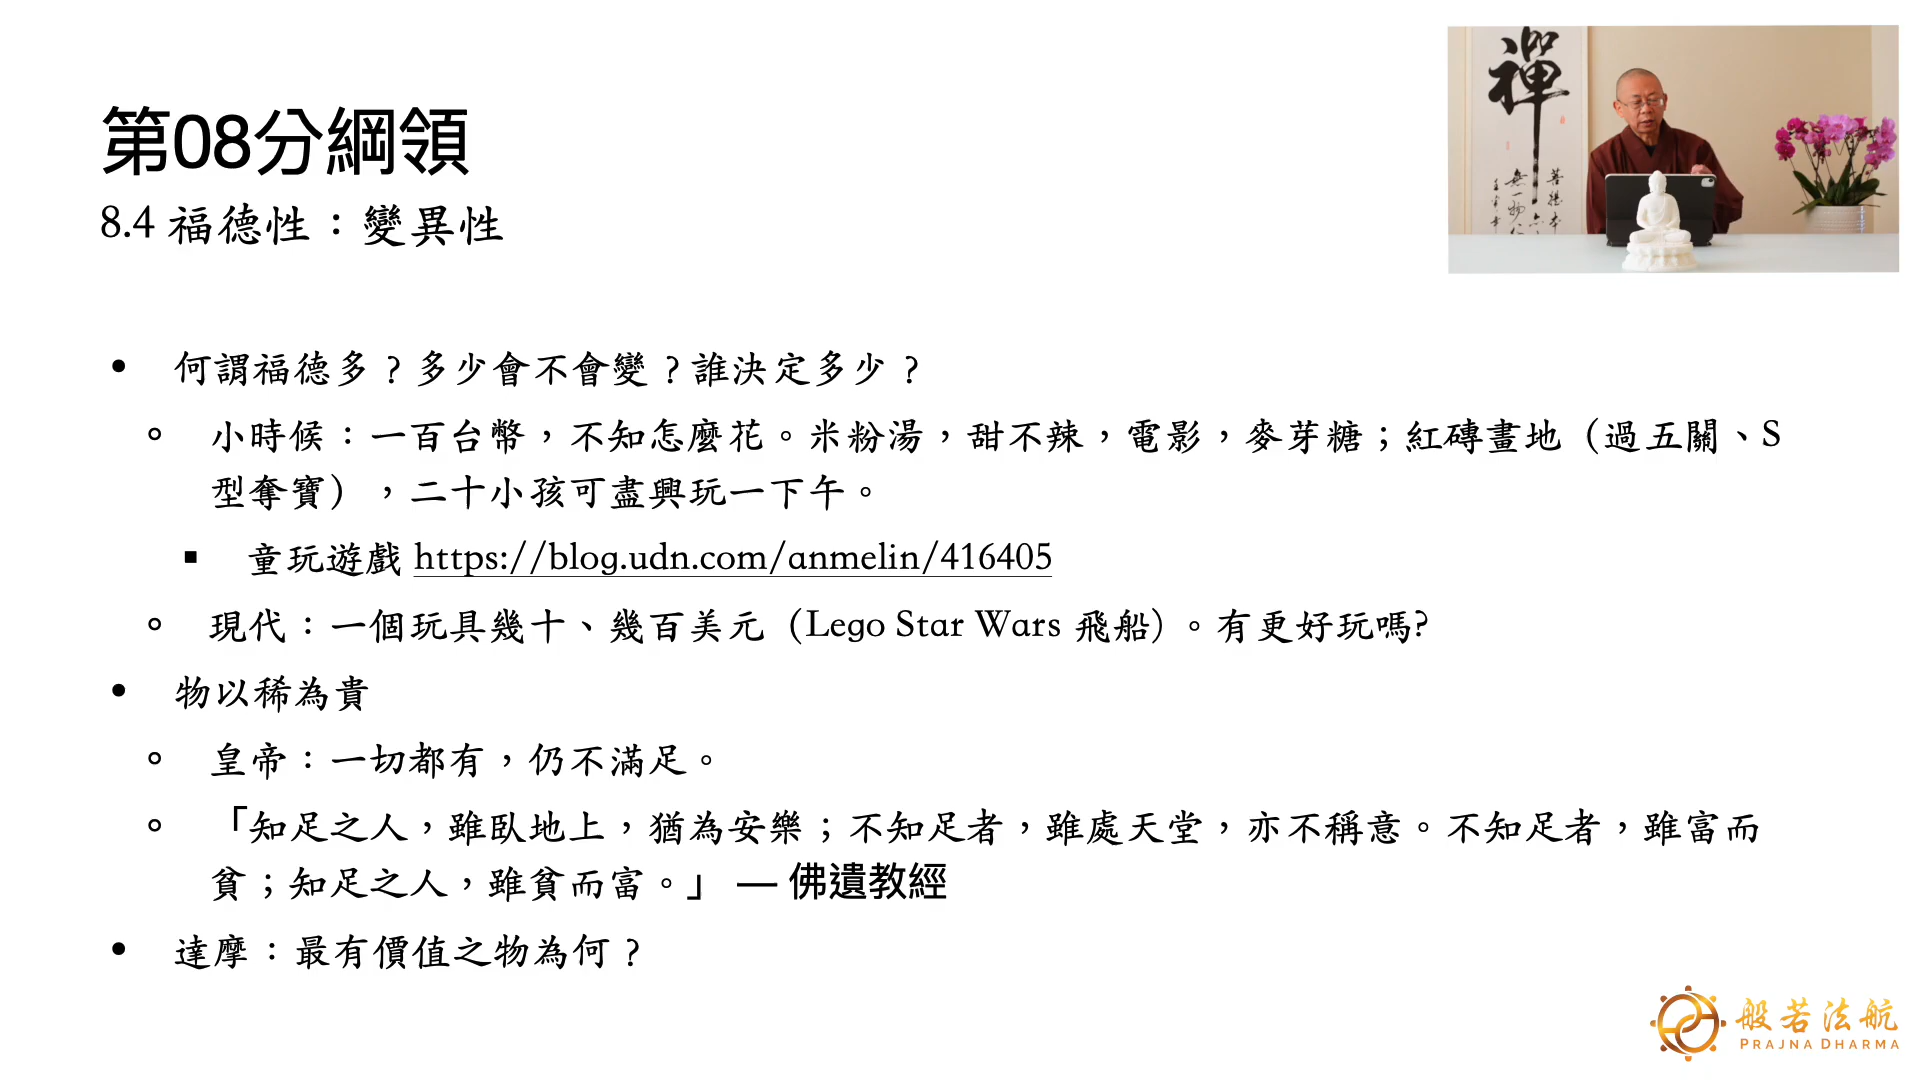 第08分綱領
8.4 福德性：變異性
• 何謂福德多？多少會不會變？誰決定多少？
◦ 小時候：一百台幣，不知怎麼花。米粉湯，甜不辣，電影，麥芽糖；紅磚畫地（過五關、S
型奪寶），二十小孩可盡興玩一下午。
▪ 童玩遊戲 https://blog.udn.com/anmelin/416405
◦ 現代：一個玩具幾十、幾百美元（Lego Star Wars 飛船）。有更好玩嗎?
• 物以稀為貴
◦ 皇帝：一切都有，仍不滿足。
◦ 「知足之人，雖臥地上，猶為安樂；不知足者，雖處天堂，亦不稱意。不知足者，雖富而
貧；知足之人，雖貧而富。」 — 佛遺教經
• 達摩：最有價值之物為何？
禪
菩提本
無一物
般若法航
PRAJNA DHARMA